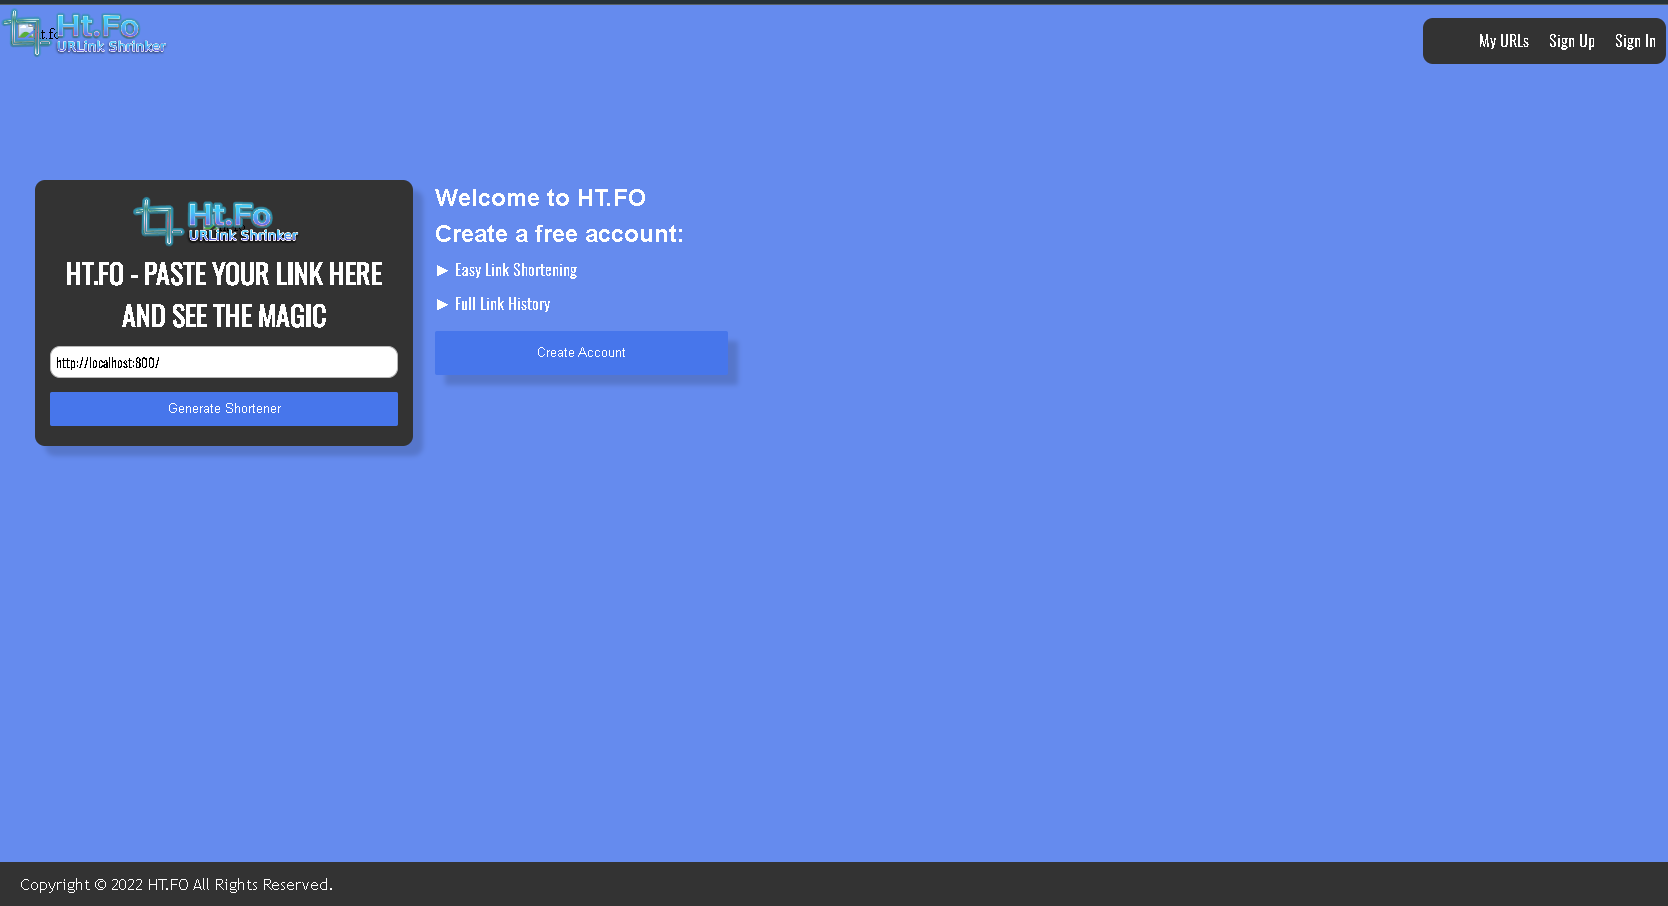 Ht.Fo
URLink Shrinker
My URLs Sign Up Sign In
Ht.Fo
URLink Shrinker
HT.FO - PASTE YOUR LINK HERE
AND SEE THE MAGIC
http://localhost:800/
Generate Shortener
Welcome to HT.FO
Create a free account:
► Easy Link Shortening
► Full Link History
Create Account
Copyright © 2022 HT.FO All Rights Reserved.